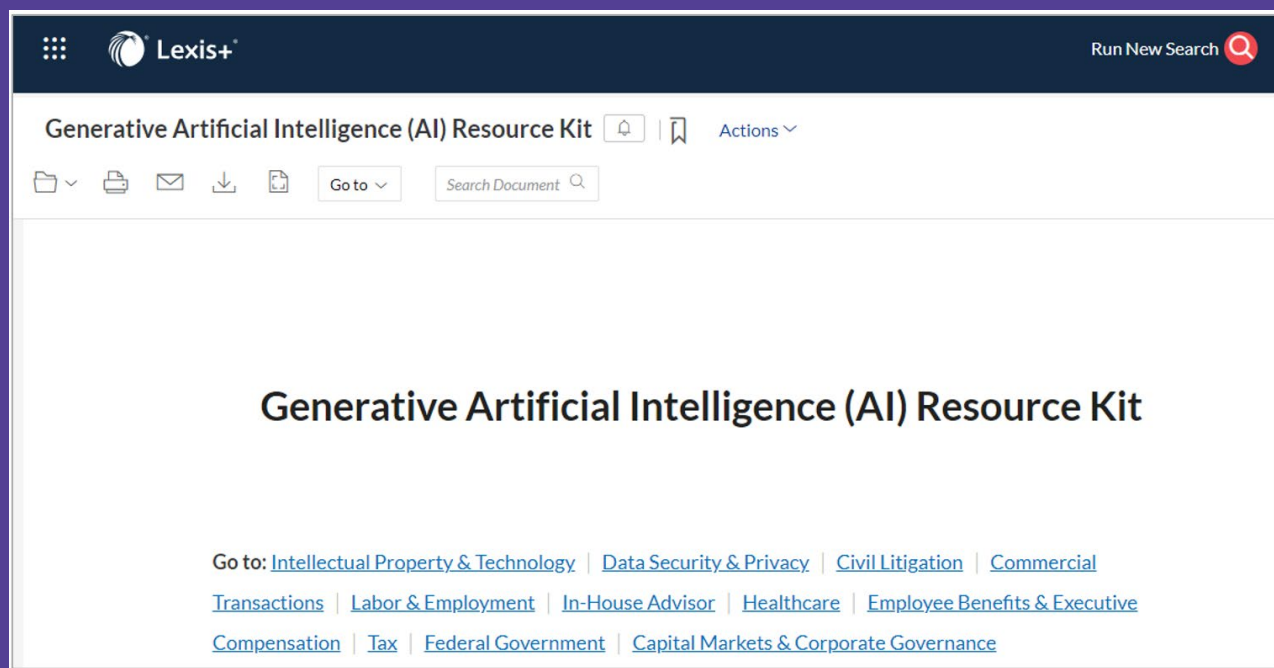 Lexis+
Run New Search
Generative Artificial Intelligence (AI) Resource Kit
Actions
Go to
Search Document
Generative Artificial Intelligence (AI) Resource Kit
Go to: Intellectual Property & Technology | Data Security & Privacy | Civil Litigation | Commercial
Transactions | Labor & Employment | In-House Advisor | Healthcare | Employee Benefits & Executive
Compensation | Tax | Federal Government | Capital Markets & Corporate Governance